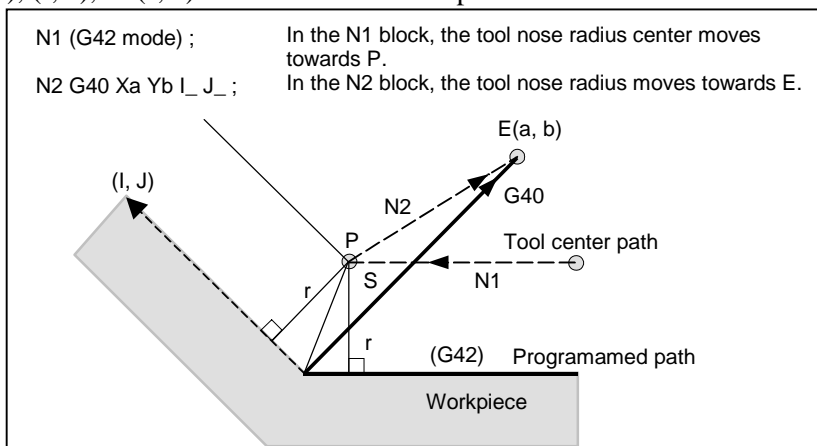 N1 (G42 mode) ; In the N1 block, the tool nose radius center moves
towards P.
N2 G40 Xa Yb I_ J_ ; In the N2 block, the tool nose radius moves towards E.
E(a, b)
(I, J)
N2
G40
P
Tool center path
S
N1
r
r
(G42) Programamed path
Workpiece